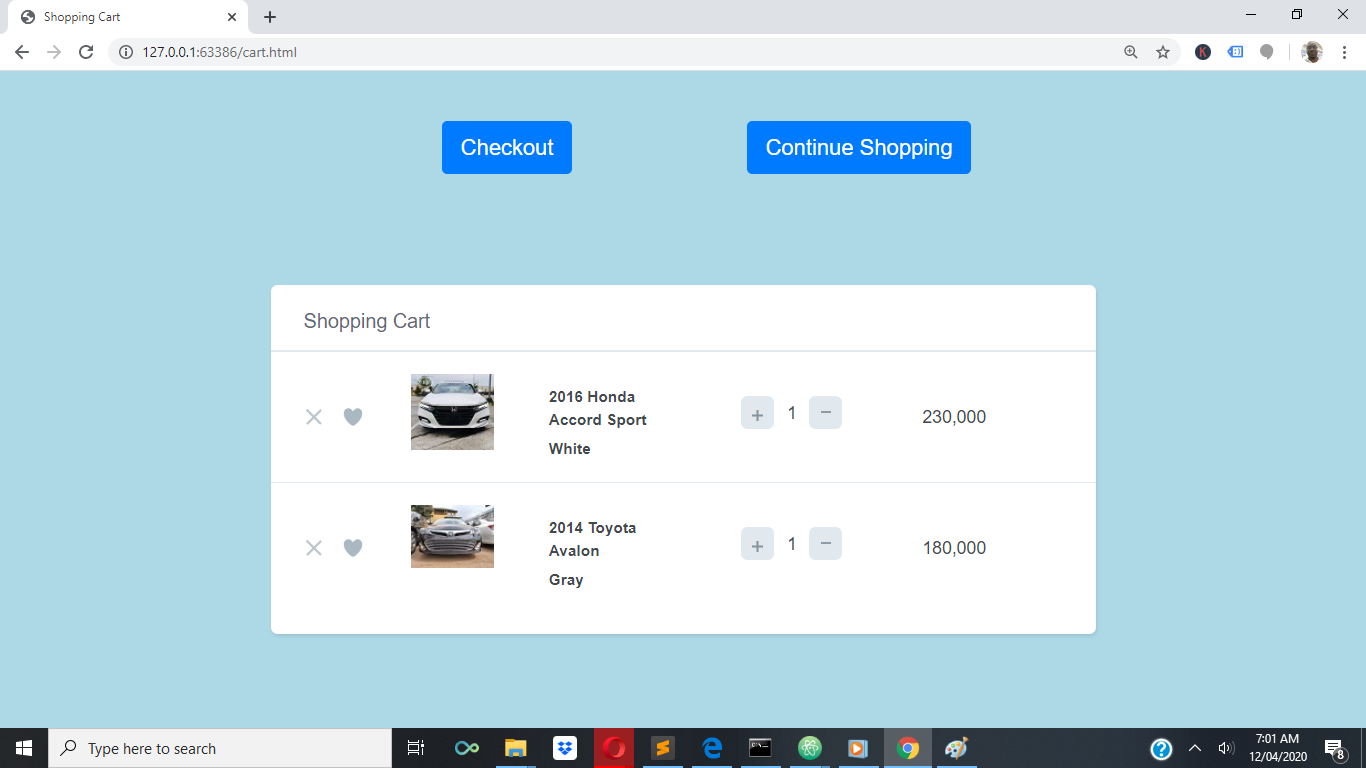 Shopping Cart
127.0.0.1:63386/cart.html
K
Checkout
Continue Shopping
Shopping Cart
2016 Honda
Accord Sport
White
+ 1 −
230,000
2014 Toyota
Avalon
Gray
+ 1 −
180,000
Type here to search
7:01 AM
12/04/2020
8